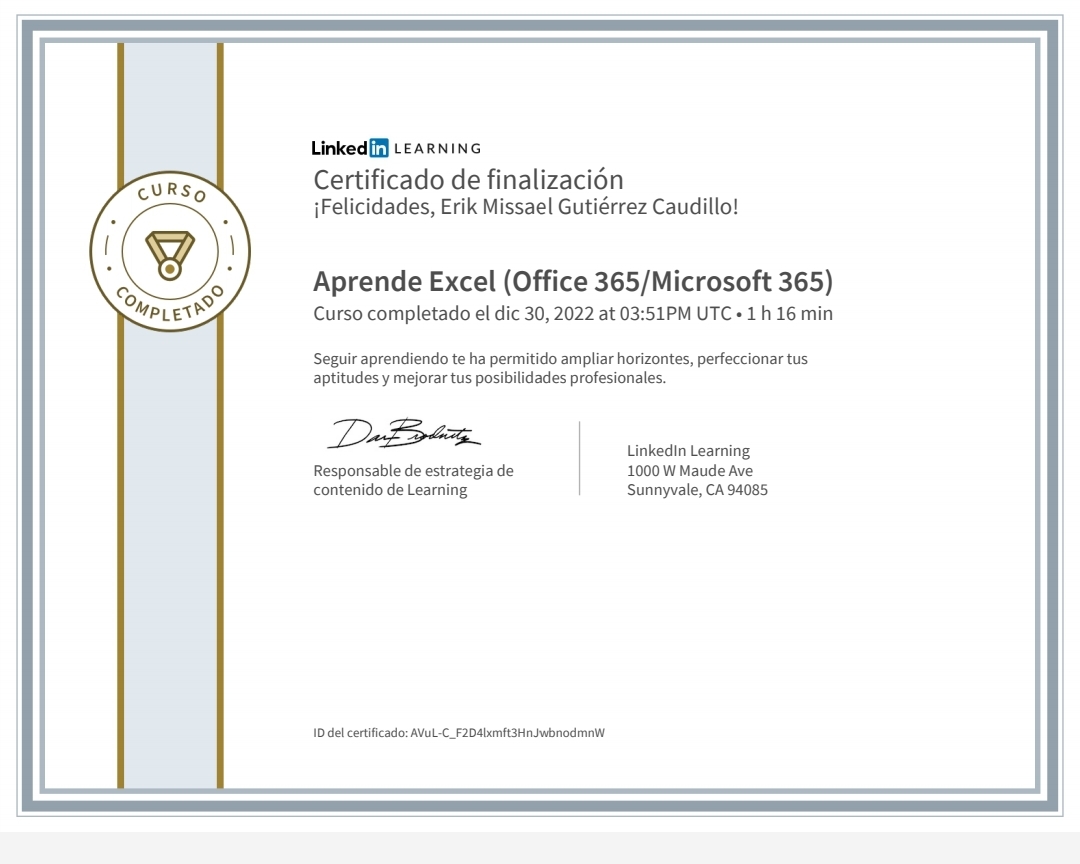 CURSO
COMPLETADO
Linked in LEARNING
Certificado de finalización
¡Felicidades, Erik Missael Gutiérrez Caudillo!
Aprende Excel (Office 365/Microsoft 365)
Curso completado el dic 30, 2022 at 03:51PM UTC • 1 h 16 min
Seguir aprendiendo te ha permitido ampliar horizontes, perfeccionar tus
aptitudes y mejorar tus posibilidades profesionales.
Responsable de estrategia de
contenido de Learning
LinkedIn Learning
1000 W Maude Ave
Sunnyvale, CA 94085
ID del certificado: AVuL-C_F2D4lxmft3HnJwbnodmnW